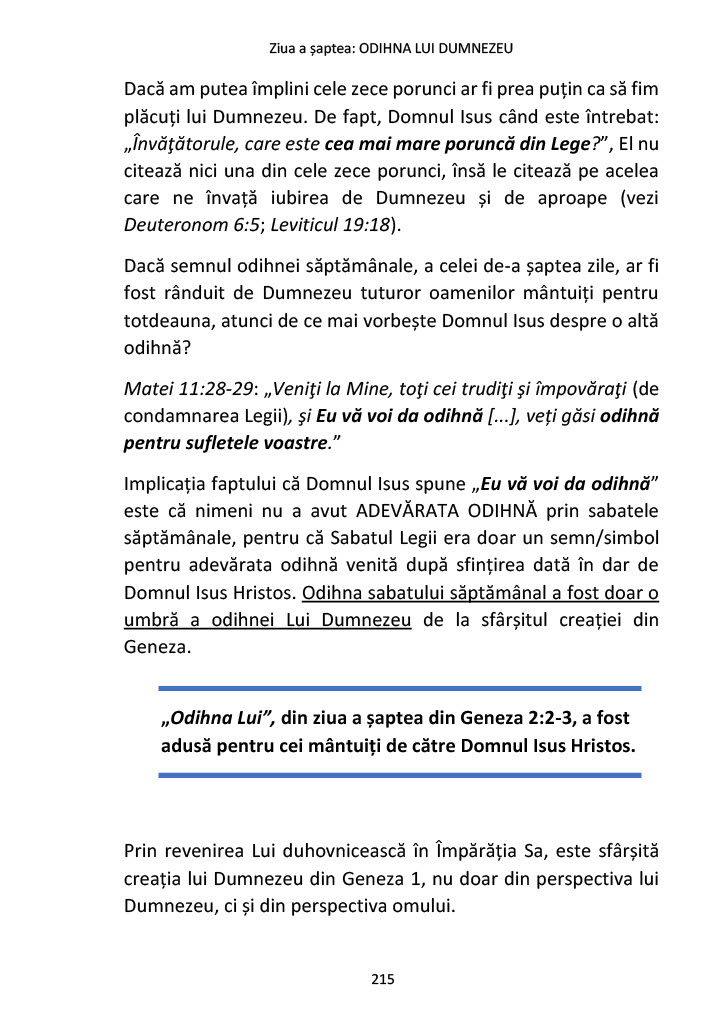 Ziua a șaptea: ODIHNA LUI DUMNEZEU
Dacă am putea împlini cele zece porunci ar fi prea puțin ca să fim
plăcuți lui Dumnezeu. De fapt, Domnul Isus când este întrebat:
„Învăţătorule, care este cea mai mare poruncă din Lege?”, El nu
citează nici una din cele zece porunci, însă le citează pe acelea
care ne învață iubirea de Dumnezeu și de aproape (vezi
Deuteronom 6:5; Leviticul 19:18).
Dacă semnul odihnei săptămânale, a celei de-a șaptea zile, ar fi
fost rânduit de Dumnezeu tuturor oamenilor mântuiți pentru
totdeauna, atunci de ce mai vorbește Domnul Isus despre o altă
odihnă?
Matei 11:28-29: „Veniţi la Mine, toţi cei trudiţi şi împovăraţi (de
condamnarea Legii), şi Eu vă voi da odihnă [...], veți găsi odihnă
pentru sufletele voastre.”
Implicația faptului că Domnul Isus spune „Eu vă voi da odihnă”
este că nimeni nu a avut ADEVĂRATA ODIHNĂ prin sabatele
săptămânale, pentru că Sabatul Legii era doar un semn/simbol
pentru adevărata odihnă venită după sfințirea dată în dar de
Domnul Isus Hristos. Odihna sabatului săptămânal a fost doar o
umbră a odihnei Lui Dumnezeu de la sfârșitul creației din
Geneza.
„Odihna Lui”, din ziua a șaptea din Geneza 2:2-3, a fost
adusă pentru cei mântuiți de către Domnul Isus Hristos.
Prin revenirea Lui duhovnicească în Împărăția Sa, este sfârșită
creația lui Dumnezeu din Geneza 1, nu doar din perspectiva lui
Dumnezeu, ci și din perspectiva omului.
215